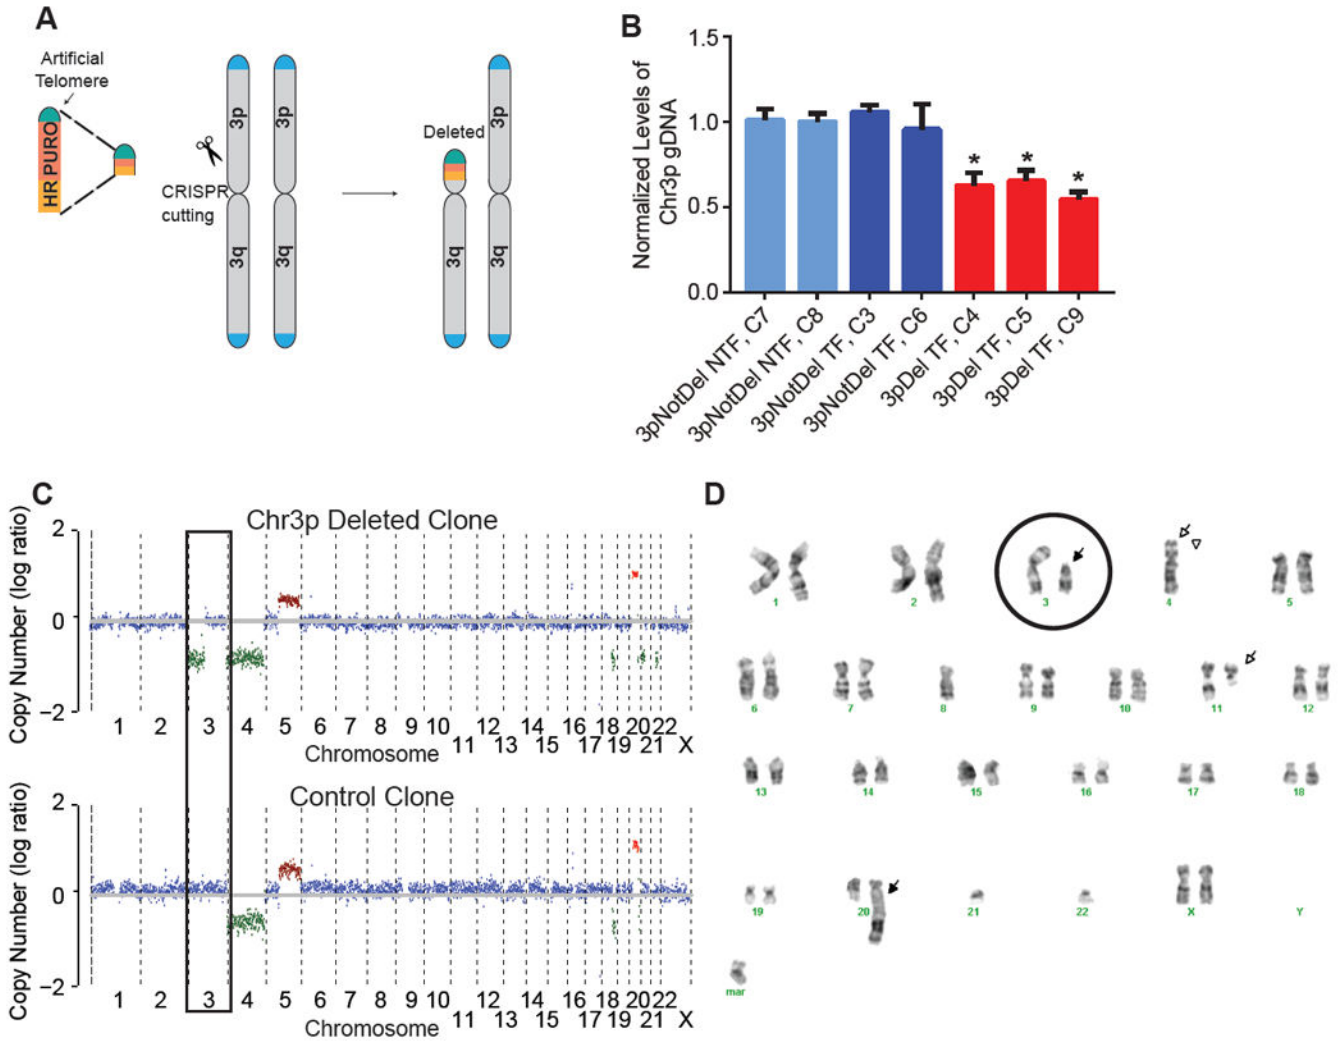 A
Artificial
Telomere
HR PURO
CRISPR
cutting
3p
3p
3q
3q
Deleted
3p
3q
3q
B
Normalized Levels of
Chr3p gDNA
1.5
1.0
0.5
0.0
* * *
3pNotDel NTF, C7
3pNotDel NTF, C8
3pNotDel TF, C3
3pNotDel TF, C6
3pDel TF, C4
3pDel TF, C5
3pDel TF, C9
C
Chr3p Deleted Clone
Copy Number (log ratio)
2
0
−2
1 2 3 4 5 6 7 8 9 10 12 14 16 18 20 22
11 13 15 17 19 21 X
Chromosome
Control Clone
Copy Number (log ratio)
2
0
−2
1 2 3 4 5 6 7 8 9 10 12 14 16 18 20 22
11 13 15 17 19 21 X
Chromosome
D
1 2 3 4 5
6 7 8 9 10 11 12
13 14 15 16 17 18
19 20 21 22 X Y
mar